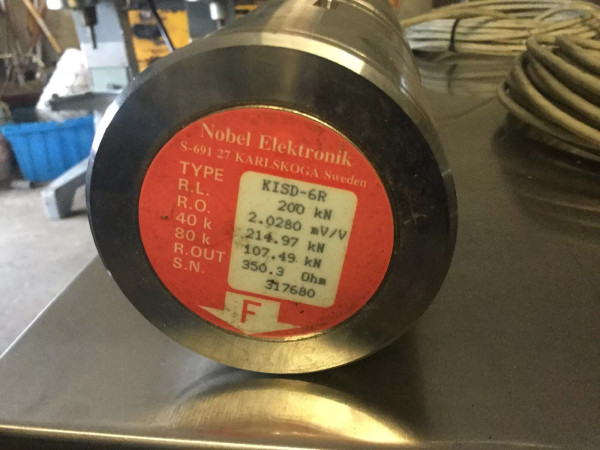 Nobel Elektronik
S-691 27 KARLSKOGA Sweden
TYPE KISD-6R
R.L. 200 kN
R.O. 2.0280 mV/V
40 k 214.97 kN
80 k 107.49 kN
R.OUT 350.3 Ohm
S.N. 317680
F